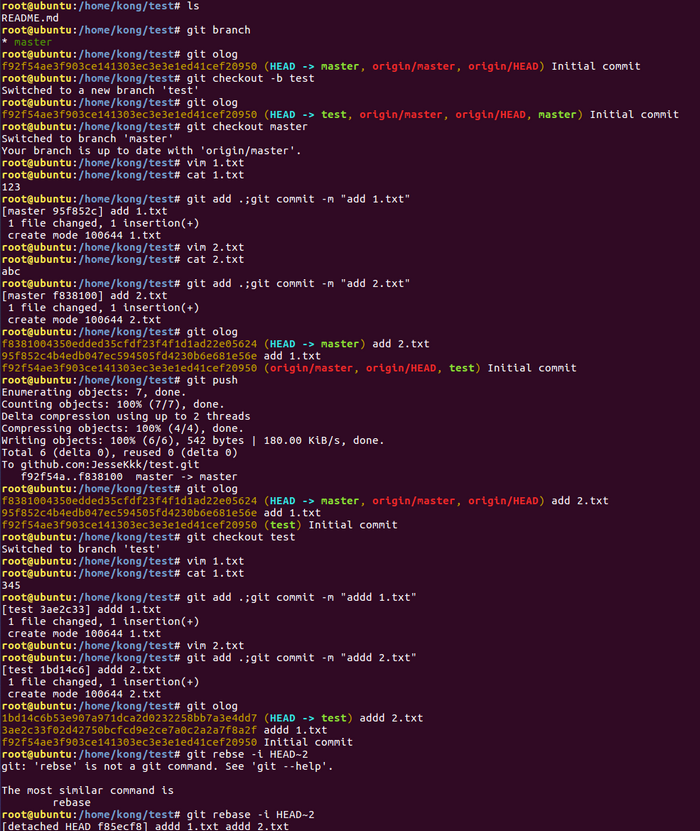 root@ubuntu:/home/kong/test# ls
README.md
root@ubuntu:/home/kong/test# git branch
* master
root@ubuntu:/home/kong/test# git olog
f92f54ae3f903ce141303ec3e3e1ed41cef20950 (HEAD -> master, origin/master, origin/HEAD) Initial commit
root@ubuntu:/home/kong/test# git checkout -b test
Switched to a new branch 'test'
root@ubuntu:/home/kong/test# git olog
f92f54ae3f903ce141303ec3e3e1ed41cef20950 (HEAD -> test, origin/master, origin/HEAD, master) Initial commit
root@ubuntu:/home/kong/test# git checkout master
Switched to branch 'master'
Your branch is up to date with 'origin/master'.
root@ubuntu:/home/kong/test# vim 1.txt
root@ubuntu:/home/kong/test# cat 1.txt
123
root@ubuntu:/home/kong/test# git add .;git commit -m "add 1.txt"
[master 95f852c] add 1.txt
 1 file changed, 1 insertion(+)
 create mode 100644 1.txt
root@ubuntu:/home/kong/test# vim 2.txt
root@ubuntu:/home/kong/test# cat 2.txt
abc
root@ubuntu:/home/kong/test# git add .;git commit -m "add 2.txt"
[master f838100] add 2.txt
 1 file changed, 1 insertion(+)
 create mode 100644 2.txt
root@ubuntu:/home/kong/test# git olog
f8381004350edded35cfdf23f4f1d1ad22e05624 (HEAD -> master) add 2.txt
95f852c4b4edb047ec594505fd4230b6e681e56e add 1.txt
f92f54ae3f903ce141303ec3e3e1ed41cef20950 (origin/master, origin/HEAD, test) Initial commit
root@ubuntu:/home/kong/test# git push
Enumerating objects: 7, done.
Counting objects: 100% (7/7), done.
Delta compression using up to 2 threads
Compressing objects: 100% (4/4), done.
Writing objects: 100% (6/6), 542 bytes | 180.00 KiB/s, done.
Total 6 (delta 0), reused 0 (delta 0)
To github.com:JesseKkk/test.git
   f92f54a..f838100  master -> master
root@ubuntu:/home/kong/test# git olog
f8381004350edded35cfdf23f4f1d1ad22e05624 (HEAD -> master, origin/master, origin/HEAD) add 2.txt
95f852c4b4edb047ec594505fd4230b6e681e56e add 1.txt
f92f54ae3f903ce141303ec3e3e1ed41cef20950 (test) Initial commit
root@ubuntu:/home/kong/test# git checkout test
Switched to branch 'test'
root@ubuntu:/home/kong/test# vim 1.txt
root@ubuntu:/home/kong/test# cat 1.txt
345
root@ubuntu:/home/kong/test# git add .;git commit -m "addd 1.txt"
[test 3ae2c33] addd 1.txt
 1 file changed, 1 insertion(+)
 create mode 100644 1.txt
root@ubuntu:/home/kong/test# vim 2.txt
root@ubuntu:/home/kong/test# git add .;git commit -m "addd 2.txt"
[test 1bd14c6] addd 2.txt
 1 file changed, 1 insertion(+)
 create mode 100644 2.txt
root@ubuntu:/home/kong/test# git olog
1bd14c6b53e907a971dca2d0232258bb7a3e4dd7 (HEAD -> test) addd 2.txt
3ae2c33f02d42750bcfcd9e2ce7a0c2a2a7f8a2f addd 1.txt
f92f54ae3f903ce141303ec3e3e1ed41cef20950 Initial commit
root@ubuntu:/home/kong/test# git rebse -i HEAD~2
git: 'rebse' is not a git command. See 'git --help'.

The most similar command is
        rebase
root@ubuntu:/home/kong/test# git rebase -i HEAD~2
[detached HEAD f85ecf8] addd 1.txt addd 2.txt